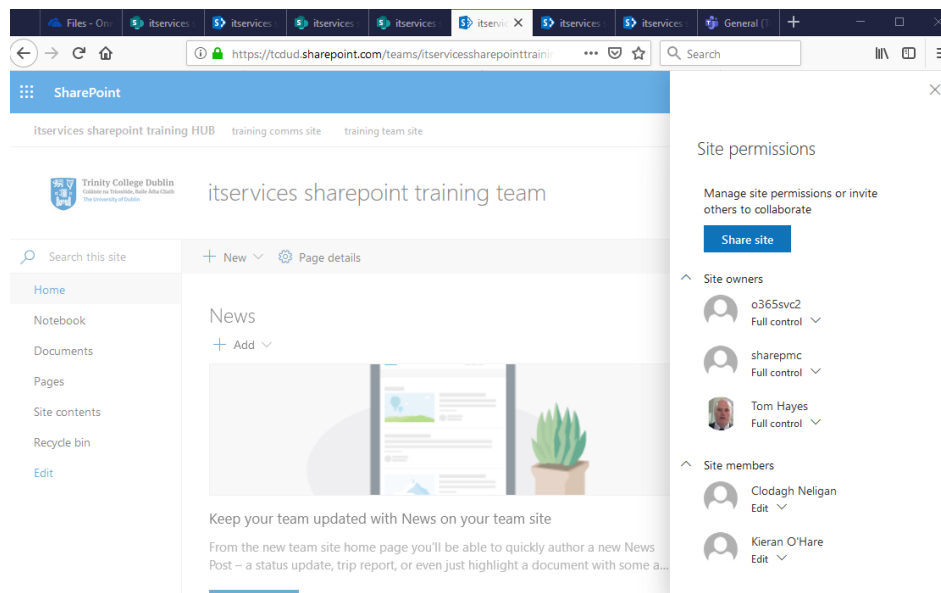 Files - One
itservices s
itservices s
itservices s
itservices s
itservic
itservices s
itservices s
General (T
https://tcdud.sharepoint.com/teams/itservicessharepointtrainin
Search
SharePoint
itservices sharepoint training HUB training comms site training team site
Trinity College Dublin
Coláiste na Tríonóide, Baile Átha Cliath
The University of Dublin
itservices sharepoint training team
Search this site
New
Page details
Home
Notebook
Documents
Pages
Site contents
Recycle bin
Edit
News
Add
Keep your team updated with News on your team site
From the new team site home page you'll be able to quickly author a new News
Post – a status update, trip report, or even just highlight a document with some a...
Site permissions
Manage site permissions or invite
others to collaborate
Share site
Site owners
o365svc2
Full control
sharepmc
Full control
Tom Hayes
Full control
Site members
Clodagh Neligan
Edit
Kieran O'Hare
Edit